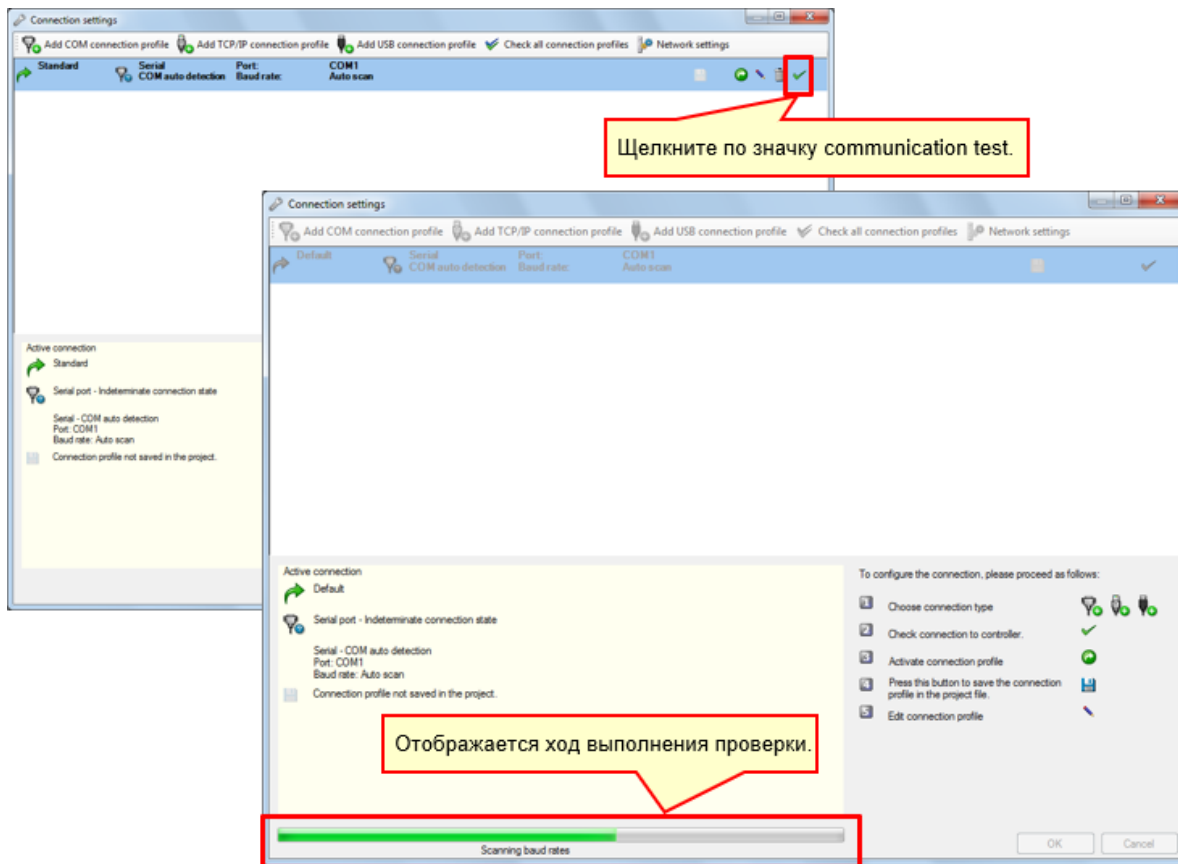 Connection settings
Add COM connection profile Add TCP/IP connection profile Add USB connection profile Check all connection profiles Network settings
Standard Serial Port: COM1
COM auto detection Baud rate: Auto scan
Щелкните по значку communication test.
Active connection
Standard
Serial port - Indeterminate connection state
Serial - COM auto detection
Port: COM1
Baud rate: Auto scan
Connection profile not saved in the project.
Connection settings
Add COM connection profile Add TCP/IP connection profile Add USB connection profile Check all connection profiles Network settings
Default Serial Port: COM1
COM auto detection Baud rate: Auto scan
Active connection
Default
Serial port - Indeterminate connection state
Serial - COM auto detection
Port: COM1
Baud rate: Auto scan
Connection profile not saved in the project.
To configure the connection, please proceed as follows:
1 Choose connection type
2 Check connection to controller.
3 Activate connection profile
4 Press this button to save the connection
profile in the project file.
5 Edit connection profile
Отображается ход выполнения проверки.
Scanning baud rates
OK Cancel